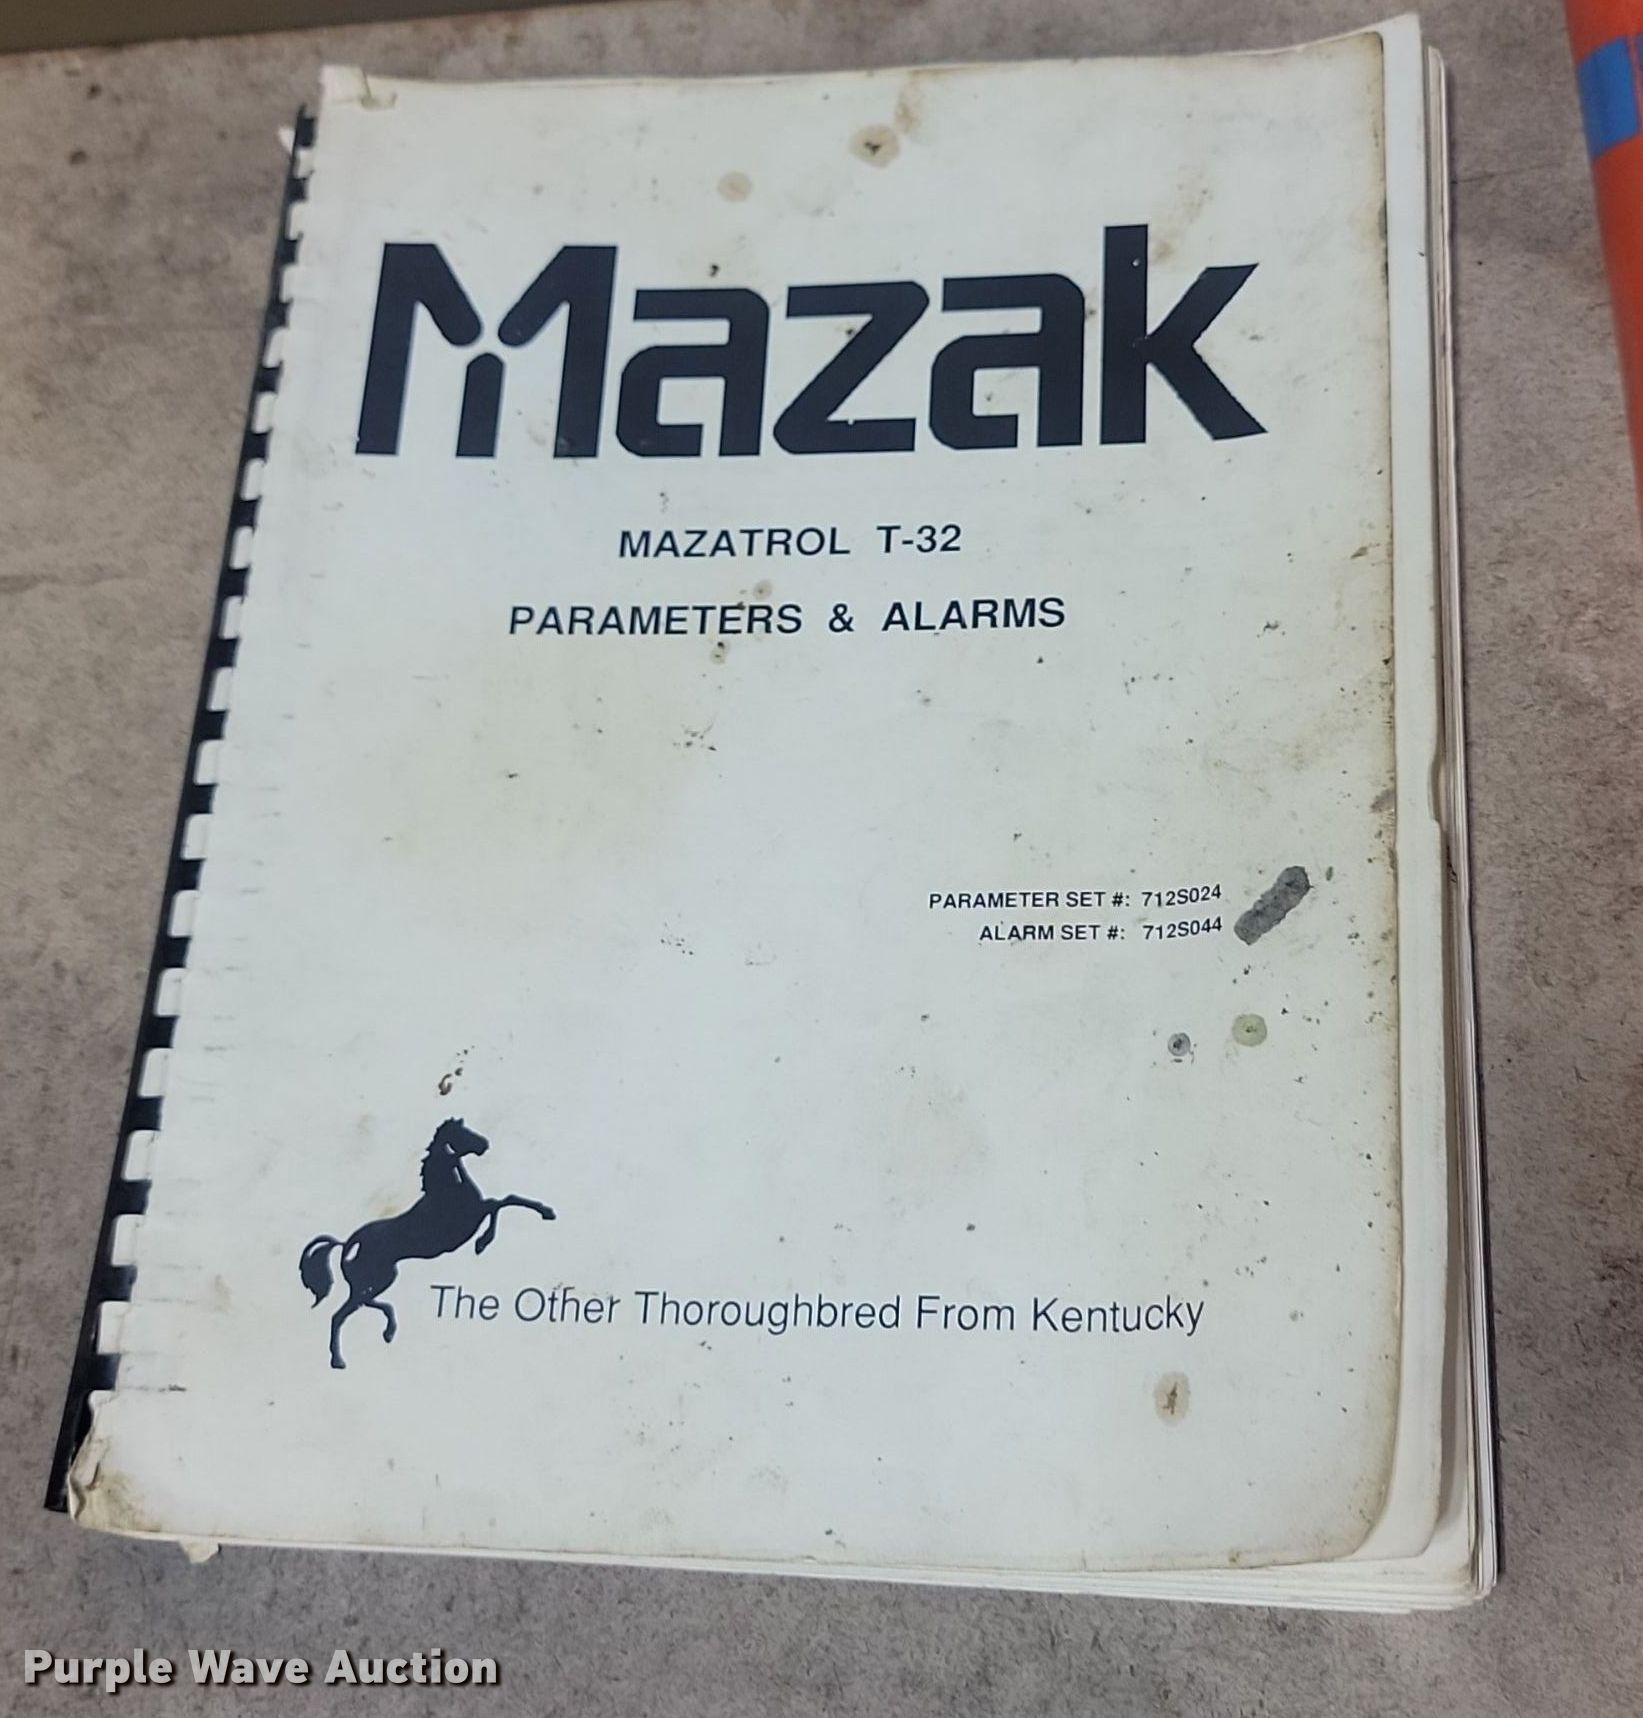 Mazak
MAZATROL T-32
PARAMETERS & ALARMS
PARAMETER SET #: 712S024
ALARM SET #: 712S044
The Other Thoroughbred From Kentucky
Purple Wave Auction